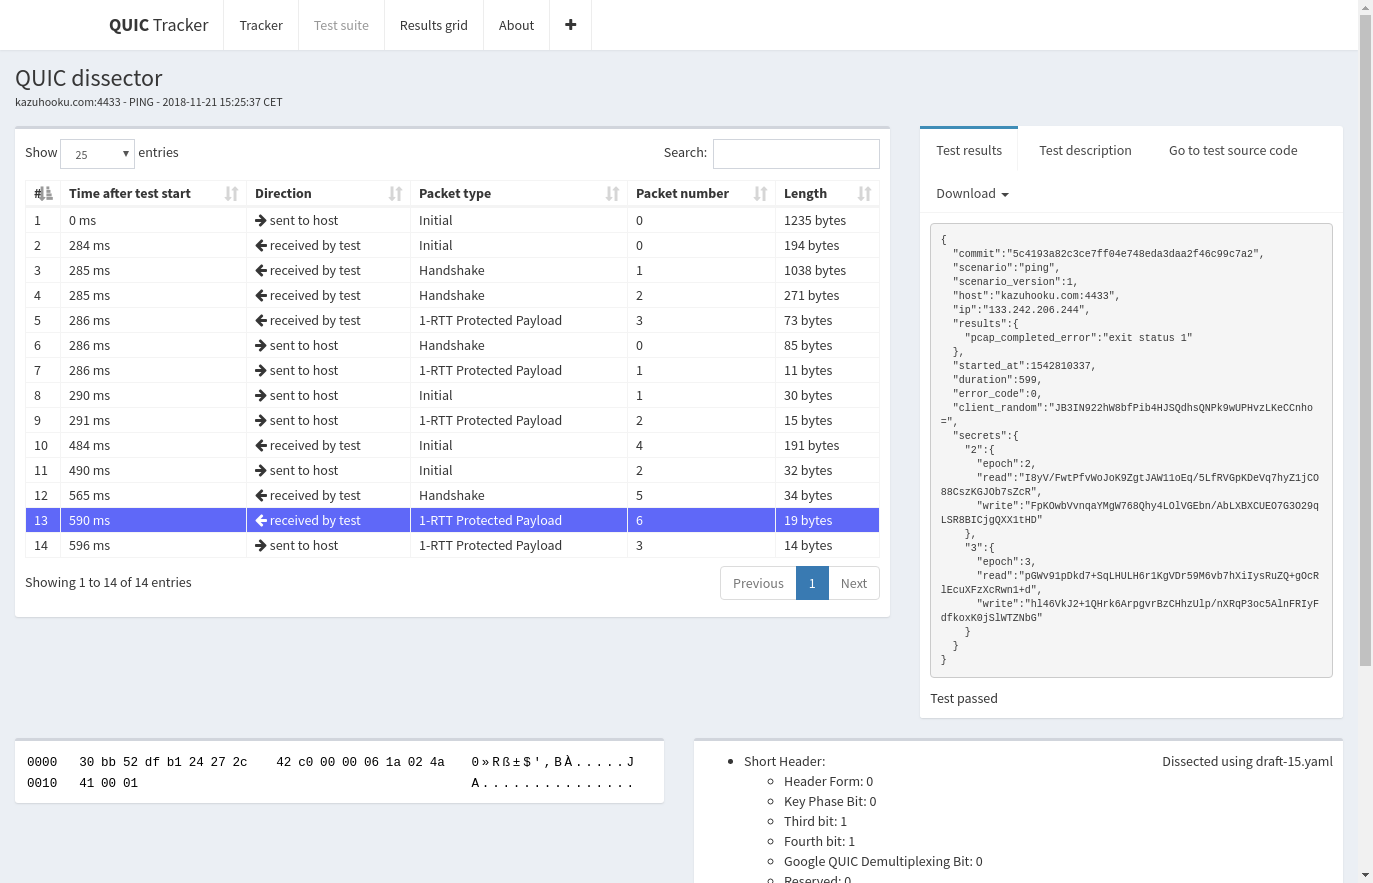 QUIC Tracker Tracker Test suite Results grid About +
QUIC dissector
kazuhooku.com:4433 - PING - 2018-11-21 15:25:37 CET
Show 25 entries Search:
# Time after test start Direction Packet type Packet number Length
1 0 ms → sent to host Initial 0 1235 bytes
2 284 ms ← received by test Initial 0 194 bytes
3 285 ms ← received by test Handshake 1 1038 bytes
4 285 ms ← received by test Handshake 2 271 bytes
5 286 ms ← received by test 1-RTT Protected Payload 3 73 bytes
6 286 ms → sent to host Handshake 0 85 bytes
7 286 ms → sent to host 1-RTT Protected Payload 1 11 bytes
8 290 ms → sent to host Initial 1 30 bytes
9 291 ms → sent to host 1-RTT Protected Payload 2 15 bytes
10 484 ms ← received by test Initial 4 191 bytes
11 490 ms → sent to host Initial 2 32 bytes
12 565 ms ← received by test Handshake 5 34 bytes
13 590 ms ← received by test 1-RTT Protected Payload 6 19 bytes
14 596 ms → sent to host 1-RTT Protected Payload 3 14 bytes
Showing 1 to 14 of 14 entries Previous 1 Next
Test results Test description Go to test source code
Download
{
"commit":"5c4193a82c3ce7ff04e748eda3daa2f46c99c7a2",
"scenario":"ping",
"scenario_version":1,
"host":"kazuhooku.com:4433",
"ip":"133.242.206.244",
"results":{
"pcap_completed_error":"exit status 1"
},
"started_at":1542810337,
"duration":599,
"error_code":0,
"client_random":"JB3IN922hW8bfPib4HJSQdhsQNPk9wUPHvzLKeCCnho
=",
"secrets":{
"2":{
"epoch":2,
"read":"I8yV/FwtPfvWoJoK9ZgtJAW11oEq/5LfRVGpKDeVq7hyZ1jCO
88CszKGJOb7sZcR",
"write":"FpKOwbVvnqaYMgW768Qhy4LOlVGEbn/AbLXBXCUEO7G3O29q
LSR8BICjgQXX1tHD"
},
"3":{
"epoch":3,
"read":"pGWv91pDkd7+SqLHULH6r1KgVDr59M6vb7hXiIysRuZQ+gOcR
lEcuXFzXcRwn1+d",
"write":"hl46VkJ2+1QHrk6ArpgvrBzCHhzUlp/nXRqP3oc5AlnFRIyF
dfkoxK0jSlWTZNbG"
}
}
}
Test passed
0000 30 bb 52 df b1 24 27 2c 42 c0 00 00 06 1a 02 4a 0»Rß±$',BÀ.....J
0010 41 00 01 A...............
Short Header: Dissected using draft-15.yaml
Header Form: 0
Key Phase Bit: 0
Third bit: 1
Fourth bit: 1
Google QUIC Demultiplexing Bit: 0
Reserved: 0